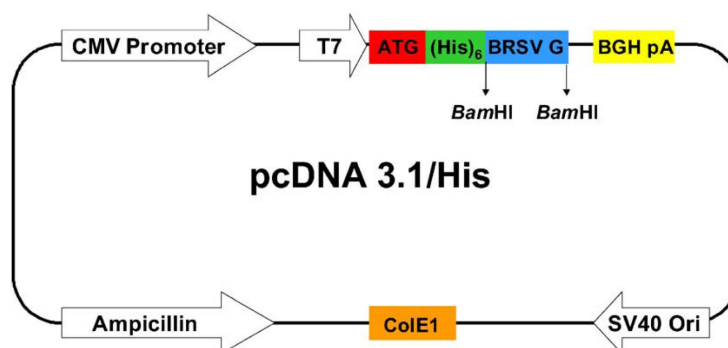 CMV Promoter T7 ATG (His)6 BRSV G BGH pA
BamHI BamHI
pcDNA 3.1/His
Ampicillin ColE1 SV40 Ori